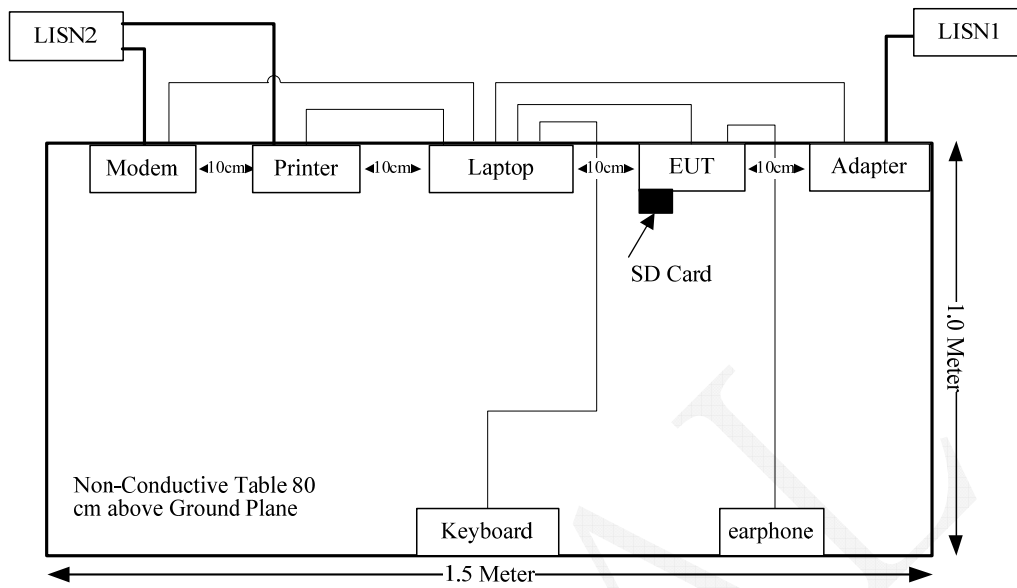 LISN2
LISN1
Modem
10cm
Printer
10cm
Laptop
10cm
EUT
10cm
Adapter
SD Card
1.0 Meter
Non-Conductive Table 80
cm above Ground Plane
Keyboard
earphone
1.5 Meter